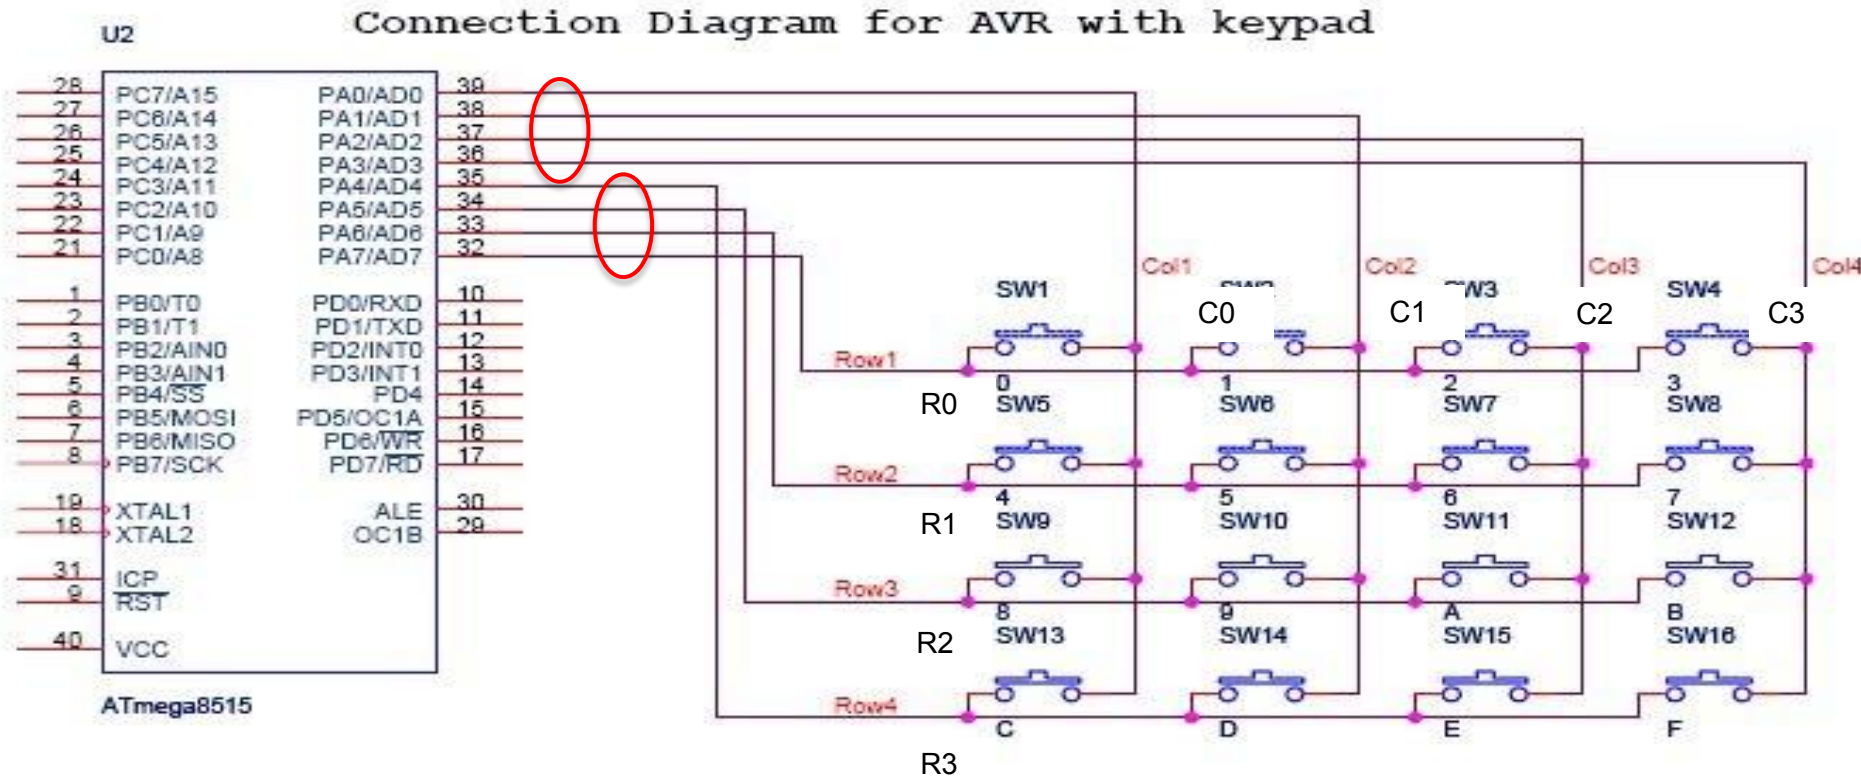 Connection Diagram for AVR with keypad
U2
28 PC7/A15 PA0/AD0 39
27 PC6/A14 PA1/AD1 38
26 PC5/A13 PA2/AD2 37
25 PC4/A12 PA3/AD3 36
24 PC3/A11 PA4/AD4 35
23 PC2/A10 PA5/AD5 34
22 PC1/A9 PA6/AD6 33
21 PC0/A8 PA7/AD7 32
1 PB0/T0 PD0/RXD 10
2 PB1/T1 PD1/TXD 11
3 PB2/AIN0 PD2/INT0 12
4 PB3/AIN1 PD3/INT1 13
5 PB4/SS PD4 14
6 PB5/MOSI PD5/OC1A 15
7 PB6/MISO PD6/WR 16
8 PB7/SCK PD7/RD 17
19 XTAL1 ALE 30
18 XTAL2 OC1B 29
31 ICP
9 RST
40 VCC
ATmega8515
Col1 Col2 Col3 Col4
SW1 SW3 SW4
C0 C1 C2 C3
Row1
0 1 2 3
R0 SW5 SW6 SW7 SW8
Row2
4 5 6 7
R1 SW9 SW10 SW11 SW12
Row3
8 9 A B
R2 SW13 SW14 SW15 SW16
Row4
C D E F
R3